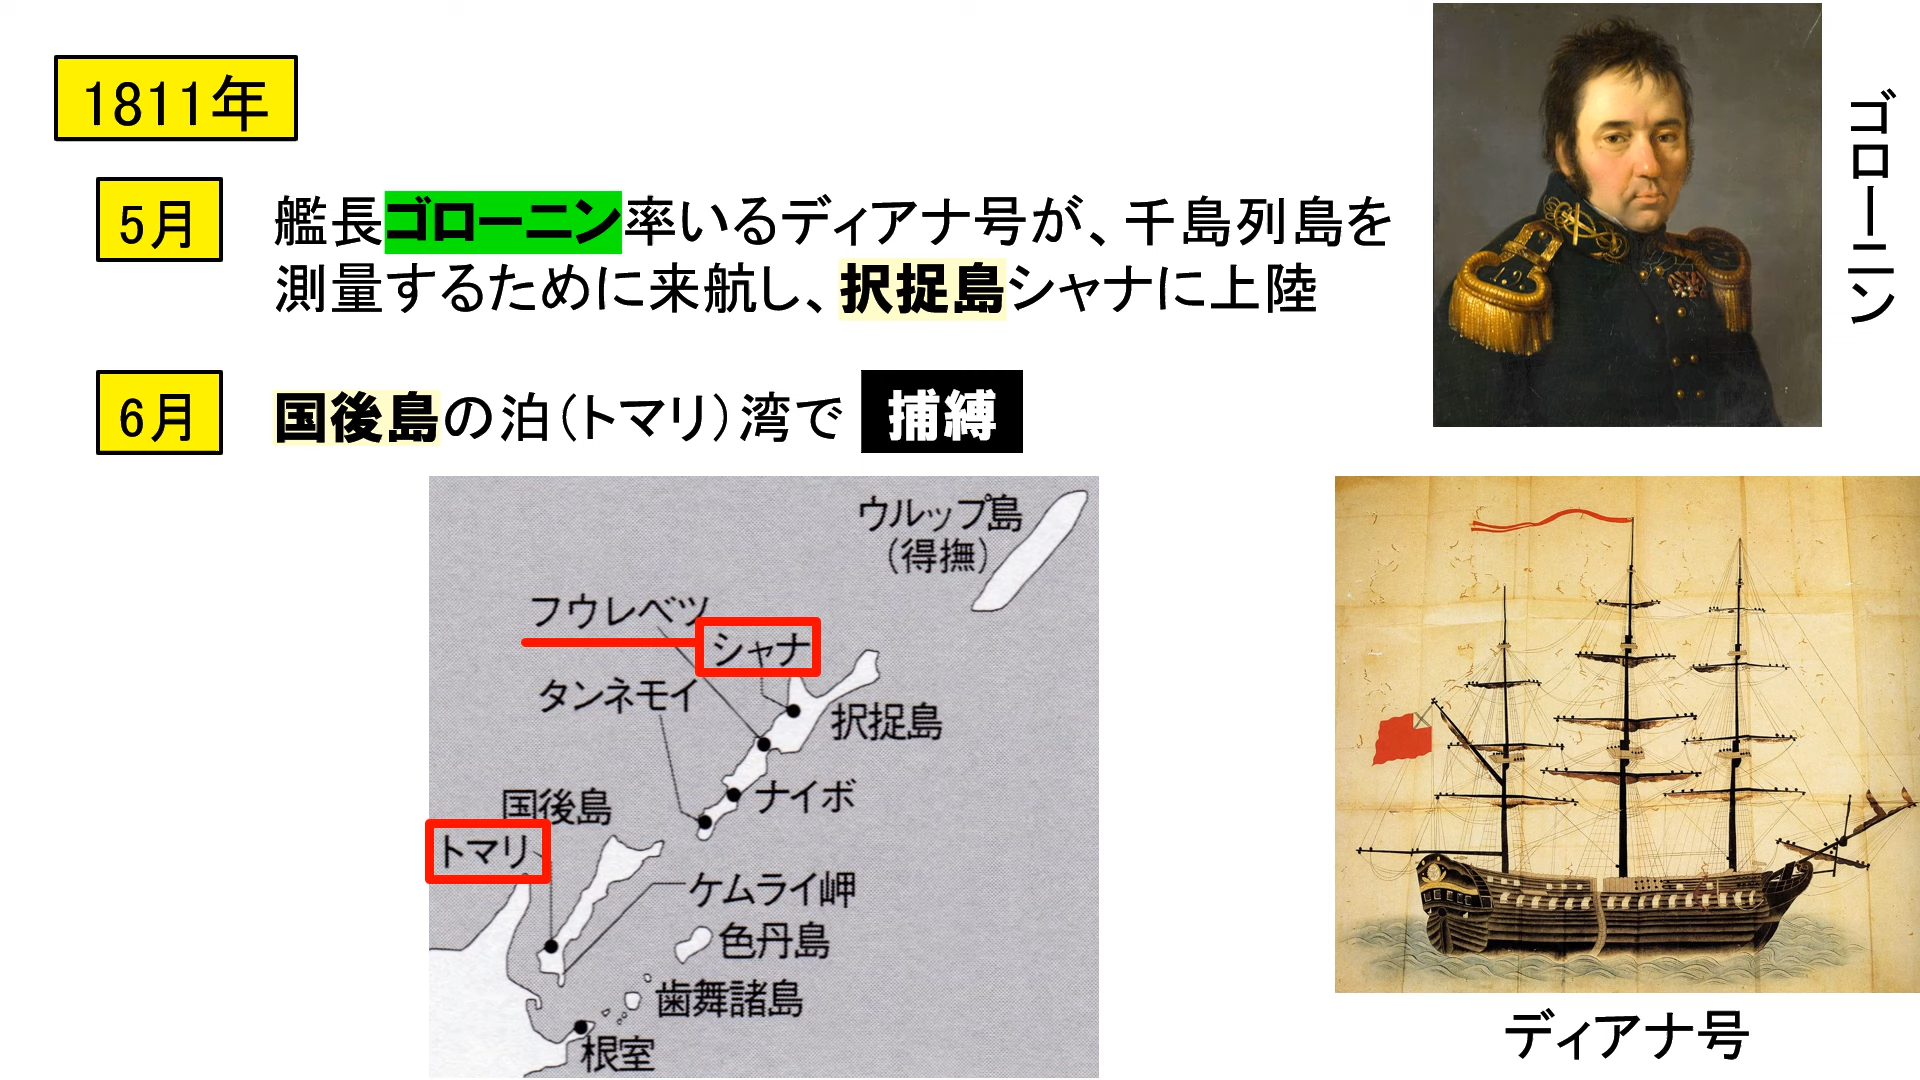 1811年
5月
艦長ゴローニン率いるディアナ号が、千島列島を
測量するために来航し、択捉島シャナに上陸
6月
国後島の泊(トマリ)湾で 捕縛
ゴローニン
ウルップ島
(得撫)
フウレベツ
シャナ
タンネモイ
択捉島
ナイボ
国後島
トマリ
ケムライ岬
色丹島
歯舞諸島
根室
ディアナ号